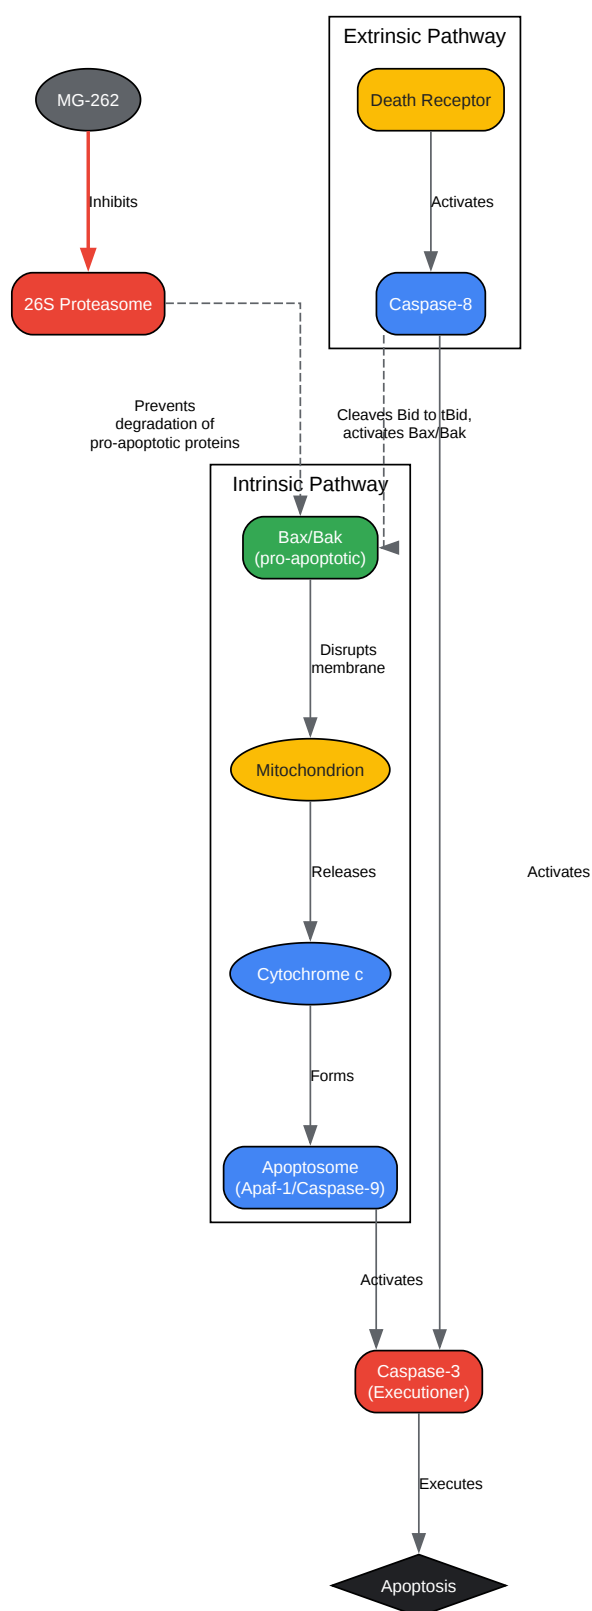 Extrinsic Pathway
MG-262
Death Receptor
Inhibits
Activates
26S Proteasome
Caspase-8
Prevents
degradation of
pro-apoptotic proteins
Cleaves Bid to tBid,
activates Bax/Bak
Intrinsic Pathway
Bax/Bak
(pro-apoptotic)
Disrupts
membrane
Mitochondrion
Releases
Activates
Cytochrome c
Forms
Apoptosome
(Apaf-1/Caspase-9)
Activates
Caspase-3
(Executioner)
Executes
Apoptosis